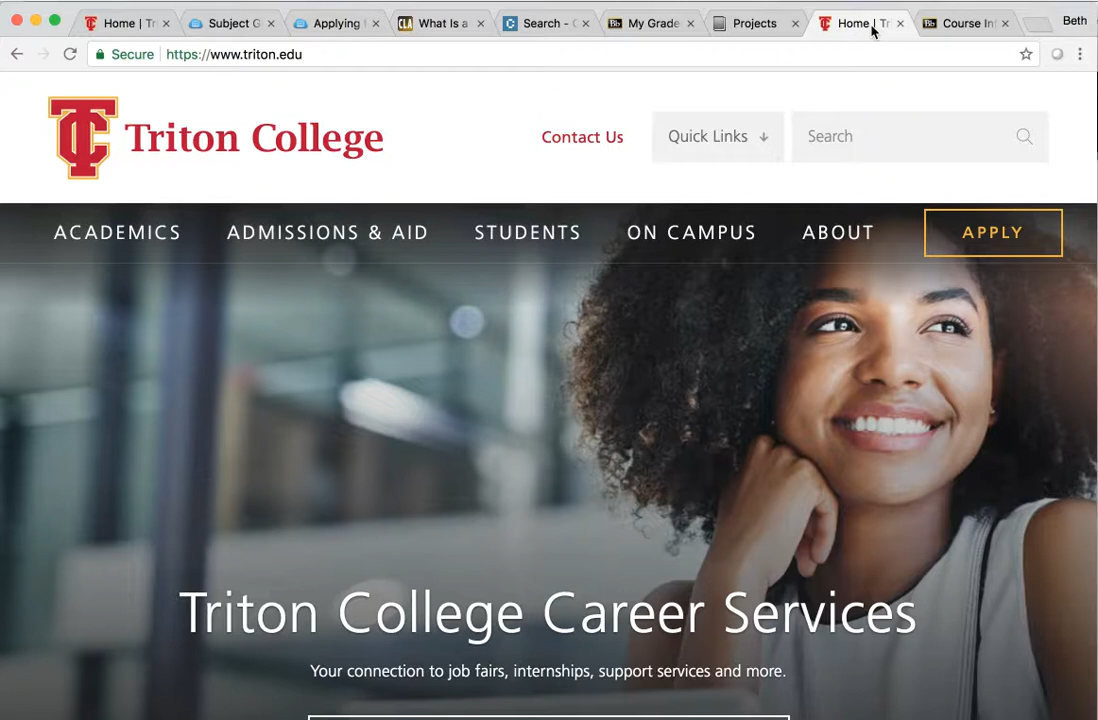 Home | Tr
Subject G
Applying
What Is a
Search - C
My Grade
Projects
Home | Tr
Course In
Beth
Secure
https://www.triton.edu
TC Triton College
Contact Us
Quick Links
Search
ACADEMICS
ADMISSIONS & AID
STUDENTS
ON CAMPUS
ABOUT
APPLY
Triton College Career Services
Your connection to job fairs, internships, support services and more.